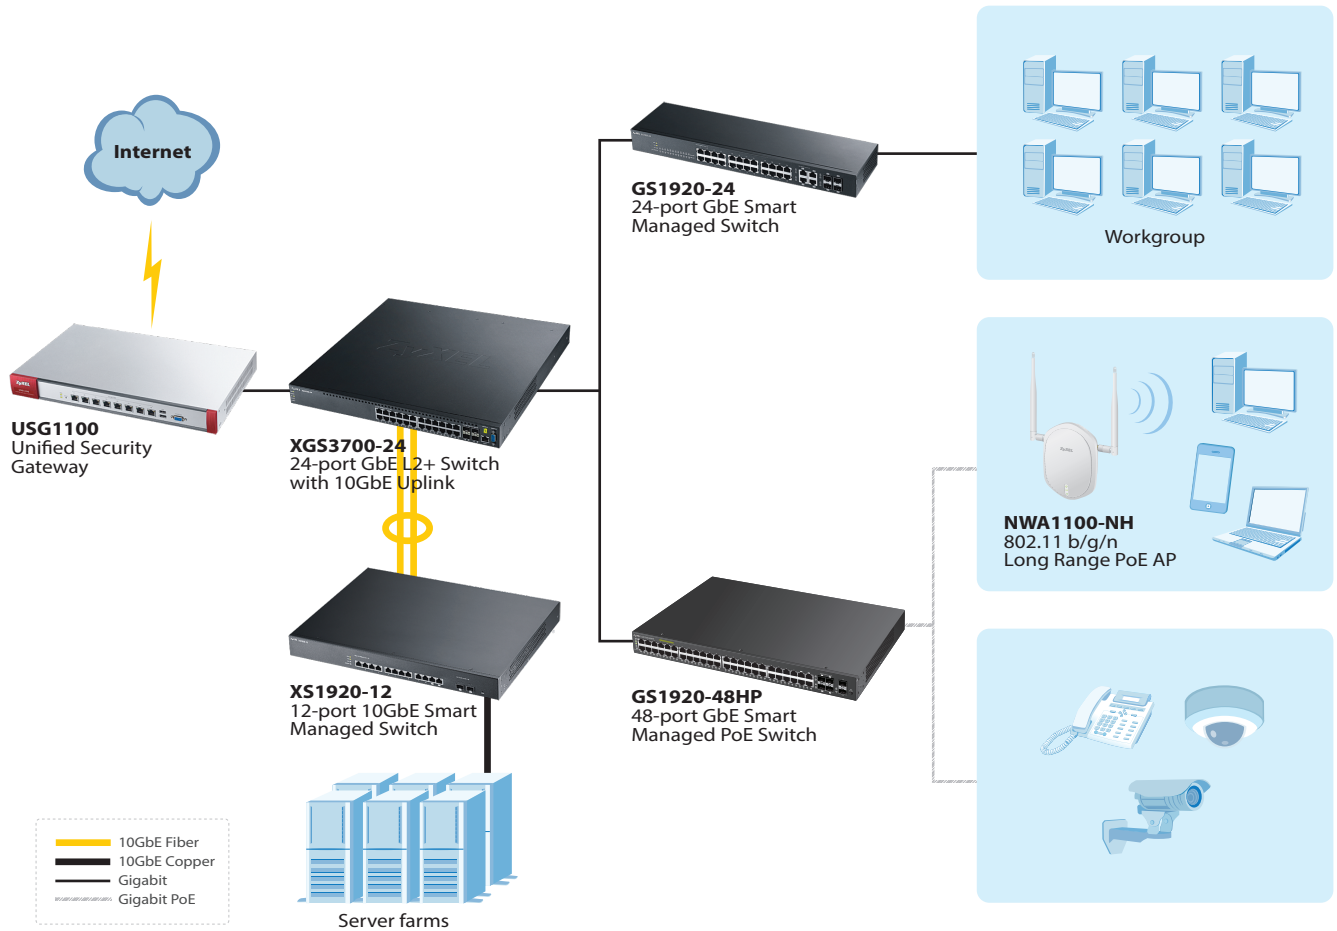 Internet
GS1920-24
24-port GbE Smart
Managed Switch
Workgroup
ZyXEL
USG1100
Unified Security
Gateway
XGS3700-24
24-port GbE L2+ Switch
with 10GbE Uplink
ZyXEL
NWA1100-NH
802.11 b/g/n
Long Range PoE AP
XS1920-12
12-port 10GbE Smart
Managed Switch
GS1920-48HP
48-port GbE Smart
Managed PoE Switch
10GbE Fiber
10GbE Copper
Gigabit
Gigabit PoE
Server farms